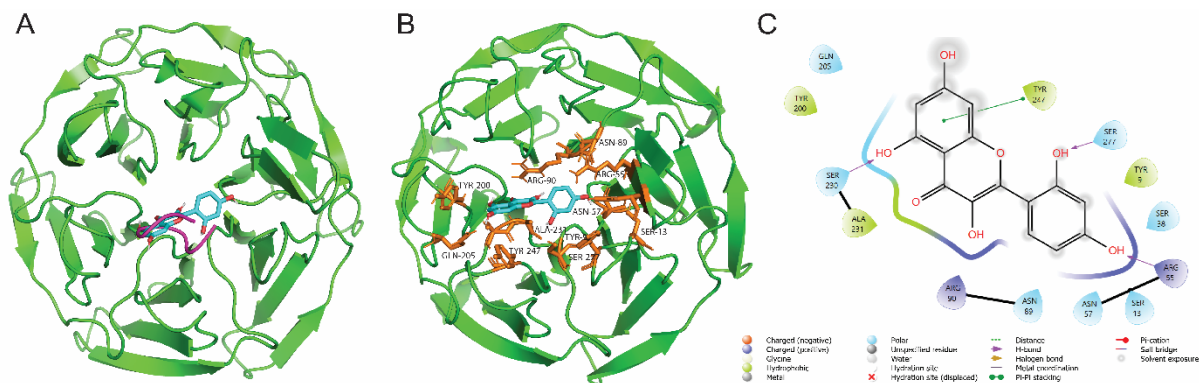 A
B
C
ASN-89
ARG-90
ARG-55
TYR 200
ASN-57
ALA-231
TYR-9
SER-13
GLN-205
TYR 247
SER 277
OH
GLN
205
TYR
200
TYR
247
OH
SER
277
HO
O
TYR
9
SER
230
O
SER
38
ALA
231
OH
OH
ARG
55
ARG
90
ASN
89
ASN
57
SER
13
Charged (negative)
Charged (positive)
Glycine
Hydrophobic
Metal
Polar
Unspecified residue
Water
Hydration site
Hydration site (displaced)
Distance
H-bond
Halogen bond
Metal coordination
Pi-Pi stacking
Pi-cation
Salt bridge
Solvent exposure